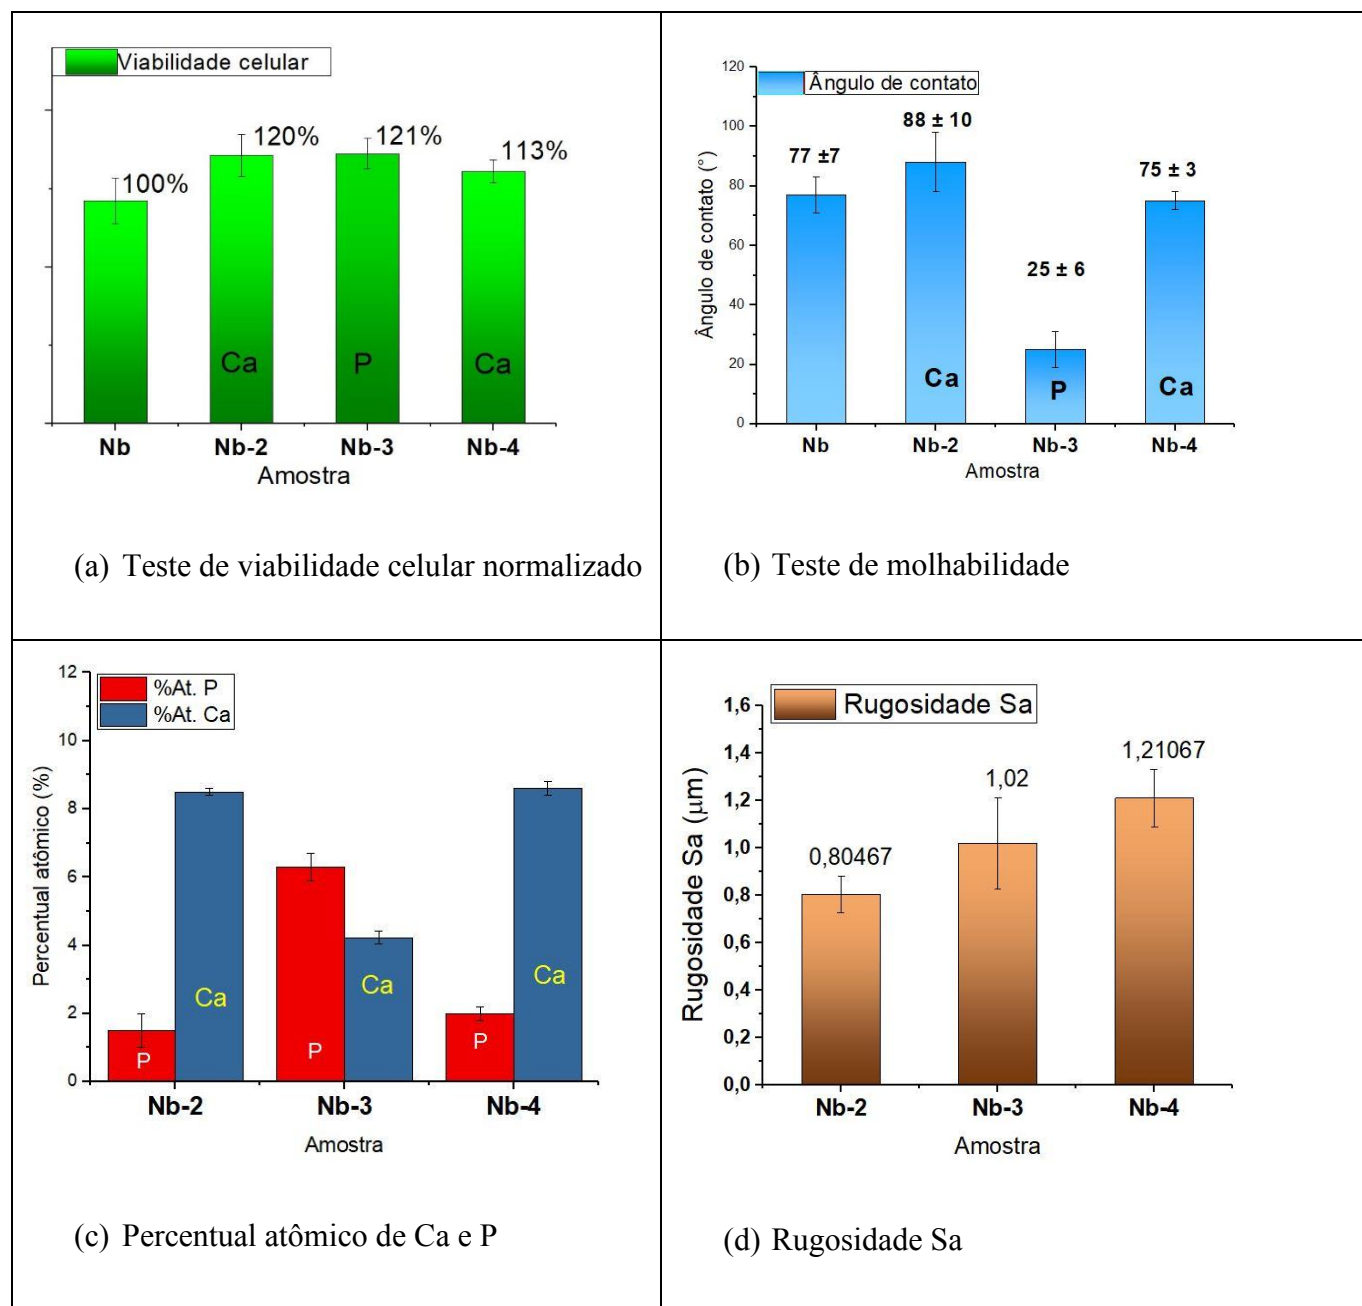 Viabilidade celular
100%
120%
121%
113%
Ca
P
Ca
Nb
Nb-2
Nb-3
Nb-4
Amostra
(a) Teste de viabilidade celular normalizado
Ângulo de contato
Ângulo de contato (°)
120
100
80
60
40
20
0
77 ±7
88 ± 10
25 ± 6
75 ± 3
Ca
P
Ca
Nb
Nb-2
Nb-3
Nb-4
Amostra
(b) Teste de molhabilidade
%At. P
%At. Ca
Percentual atômico (%)
12
10
8
6
4
2
0
P
Ca
P
Ca
P
Ca
Nb-2
Nb-3
Nb-4
Amostra
(c) Percentual atômico de Ca e P
Rugosidade Sa
Rugosidade Sa (μm)
1,6
1,4
1,2
1,0
0,8
0,6
0,4
0,2
0,0
0,80467
1,02
1,21067
Nb-2
Nb-3
Nb-4
Amostra
(d) Rugosidade Sa